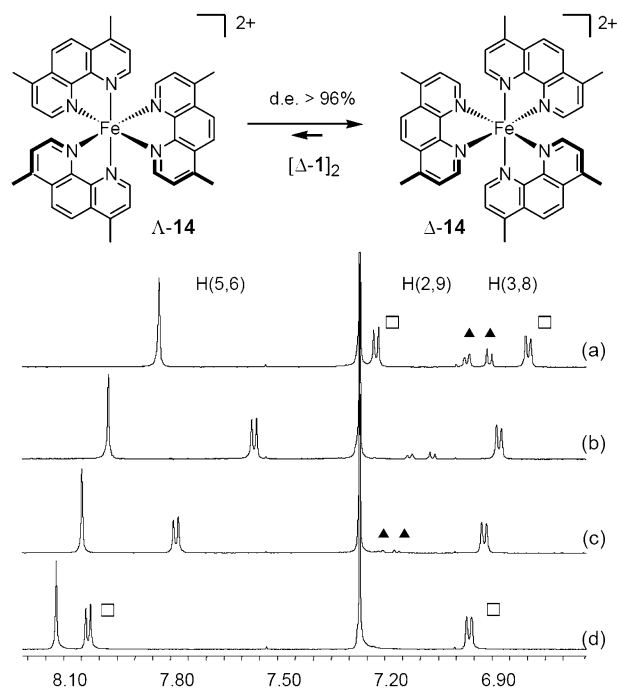 2+
2+
N
N
N
N
Fe
N
N
d.e. > 96%
[Δ-1]2
N
N
N
N
Fe
N
N
Λ-14
Δ-14
H(5,6)
H(2,9)
H(3,8)
(a)
(b)
(c)
(d)
8.10
7.80
7.50
7.20
6.90